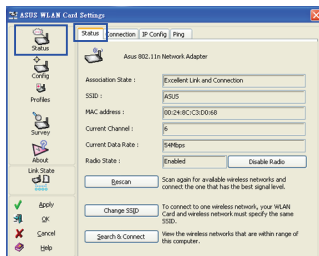 ASUS WLAN Card Settings
Status
Config
Profiles
Survey
About
Link State
Apply
OK
Cancel
Help
Status Connection IP Config Ping
Asus 802.11n Network Adapter
Association State : Excellent Link and Connection
SSID : ASUS
MAC address : 00:24:8C:C3:D0:68
Current Channel : 6
Current Data Rate : 54Mbps
Radio State : Enabled Disable Radio
Rescan Scan again for available wireless networks and
connect the one that has the best signal level.
Change SSID To connect to one wireless network, your WLAN
Card and wireless network must specify the same
SSID.
Search & Connect View the wireless networks that are within range of
this computer.